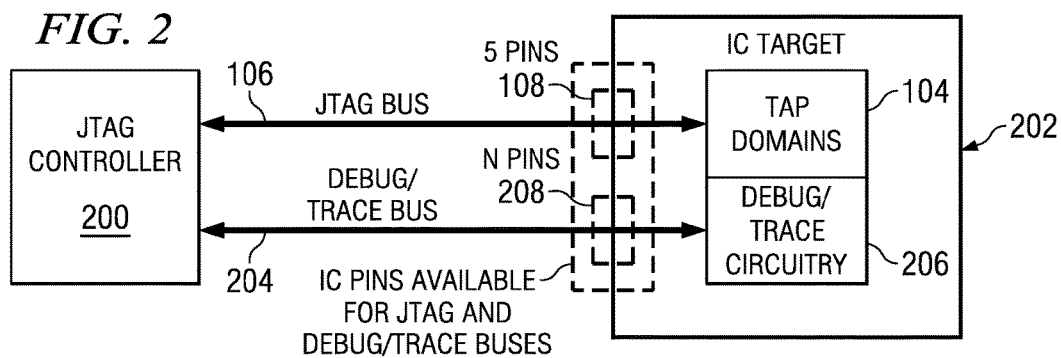 FIG. 2
JTAG
CONTROLLER
200
106
JTAG BUS
DEBUG/
TRACE BUS
204
5 PINS
108
N PINS
208
IC PINS AVAILABLE
FOR JTAG AND
DEBUG/TRACE BUSES
IC TARGET
TAP
DOMAINS
104
DEBUG/
TRACE
CIRCUITRY
206
202